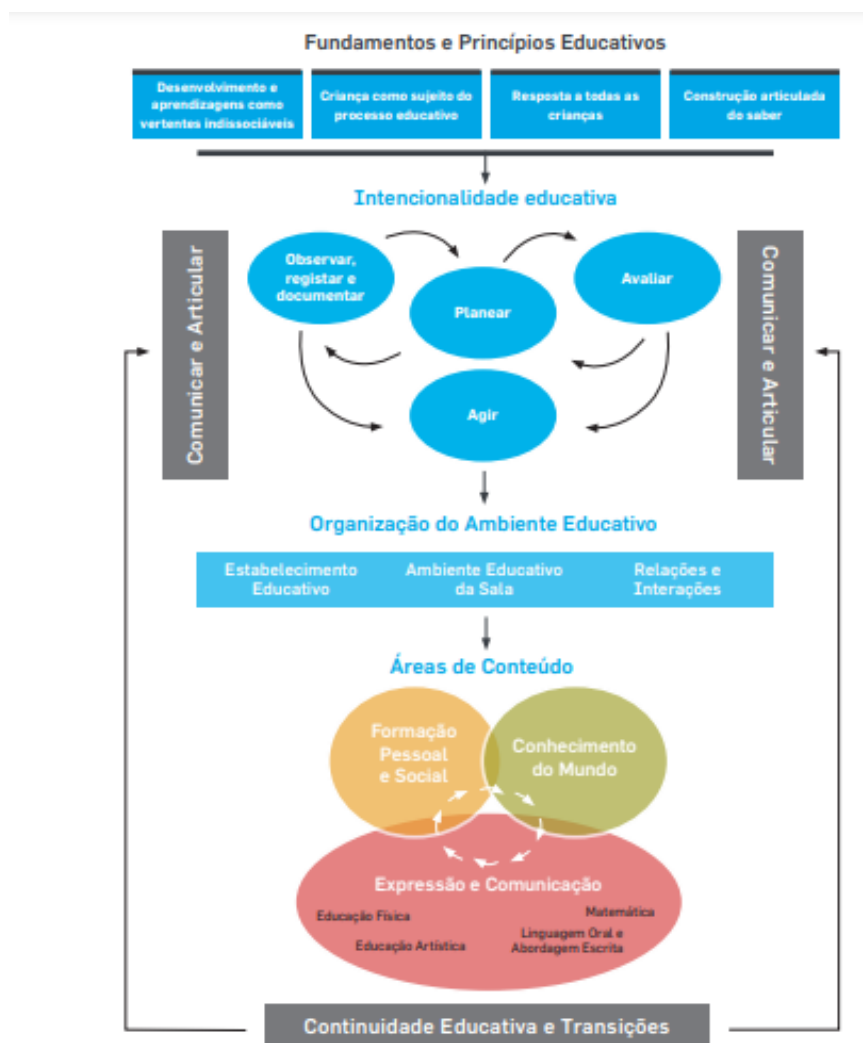 Fundamentos e Princípios Educativos
Desenvolvimento e
aprendizagens como
vertentes indissociáveis
Criança como sujeito do
processo educativo
Resposta a todas as
crianças
Construção articulada
do saber
Intencionalidade educativa
Comunicar e Articular
Observar,
registar e
documentar
Planear
Avaliar
Agir
Comunicar e Articular
Organização do Ambiente Educativo
Estabelecimento
Educativo
Ambiente Educativo
da Sala
Relações e
Interações
Áreas de Conteúdo
Formação
Pessoal
e Social
Conhecimento
do Mundo
Expressão e Comunicação
Educação Física
Matemática
Educação Artística
Linguagem Oral e
Abordagem Escrita
Continuidade Educativa e Transições